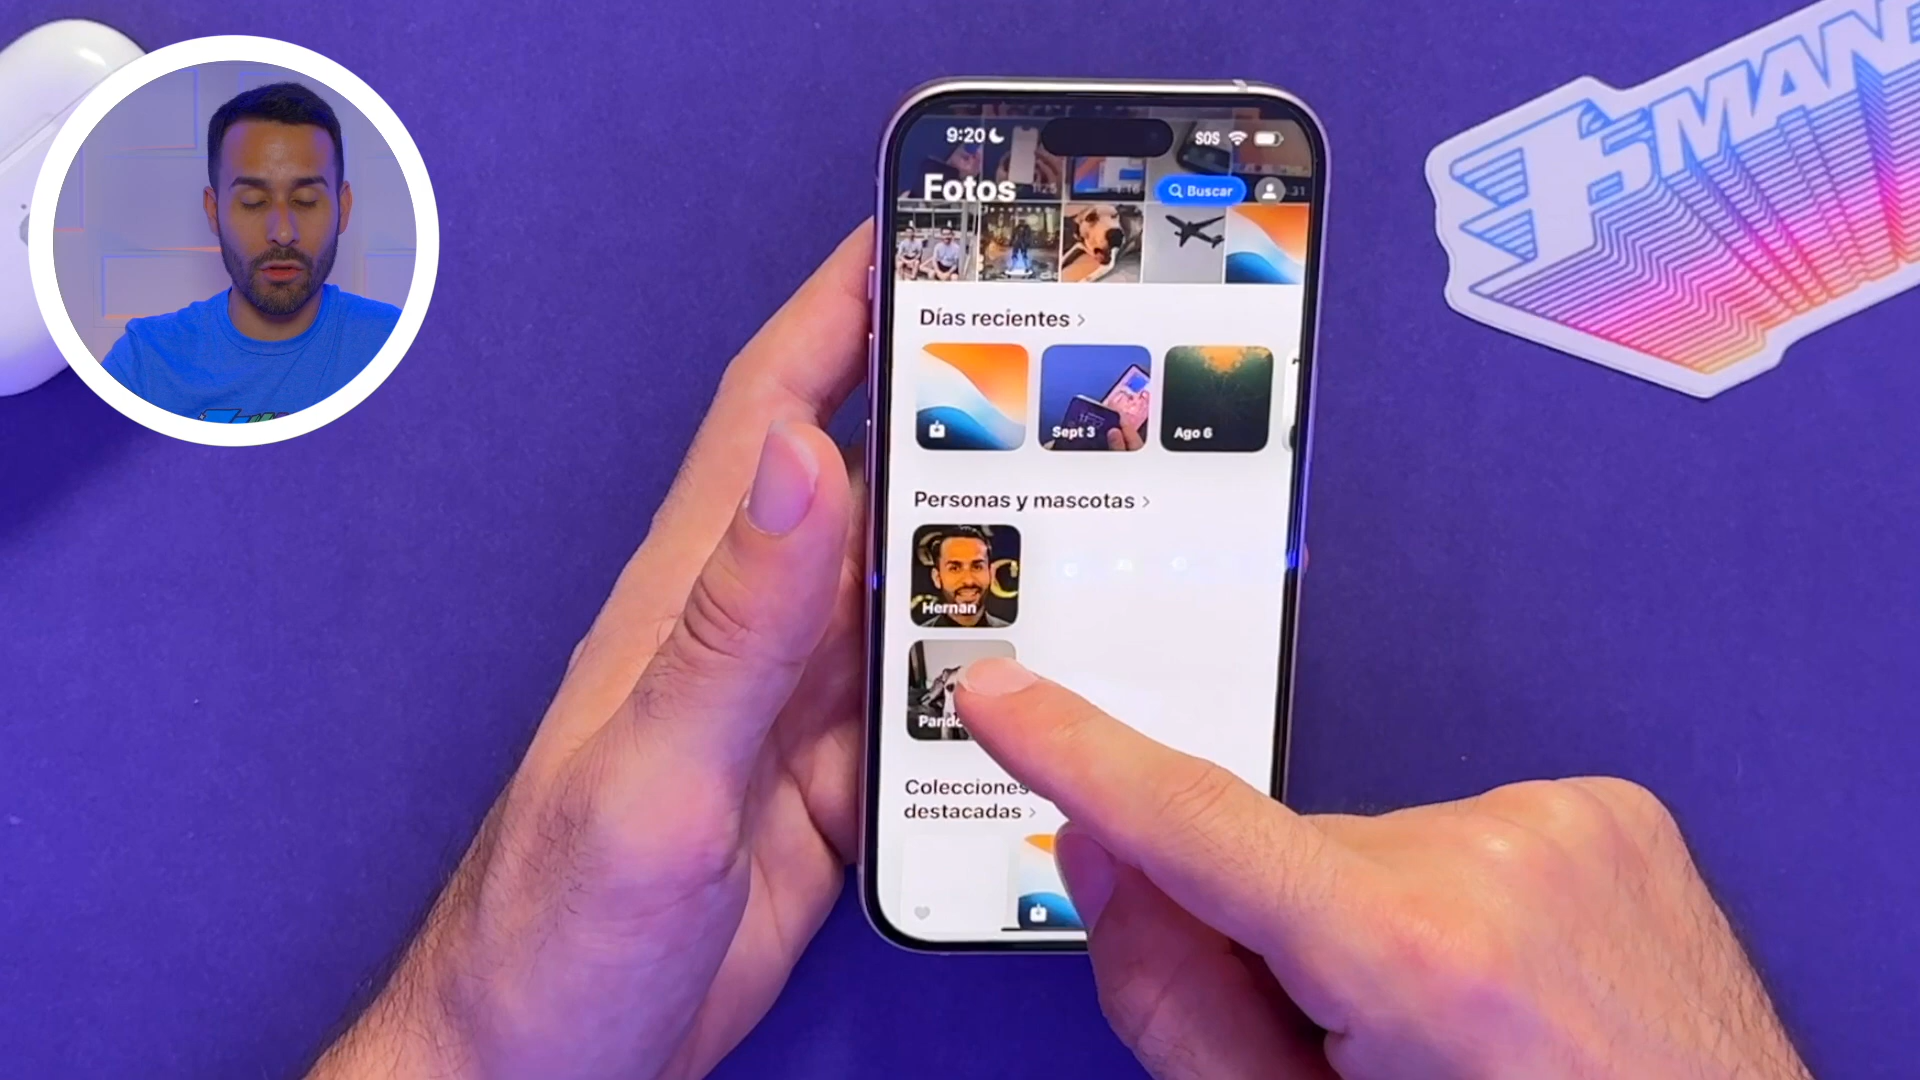 9:20
SOS
Fotos
Buscar
Días recientes >
Sept 3
Ago 6
Personas y mascotas >
Hernan
Colecciones
destacadas >